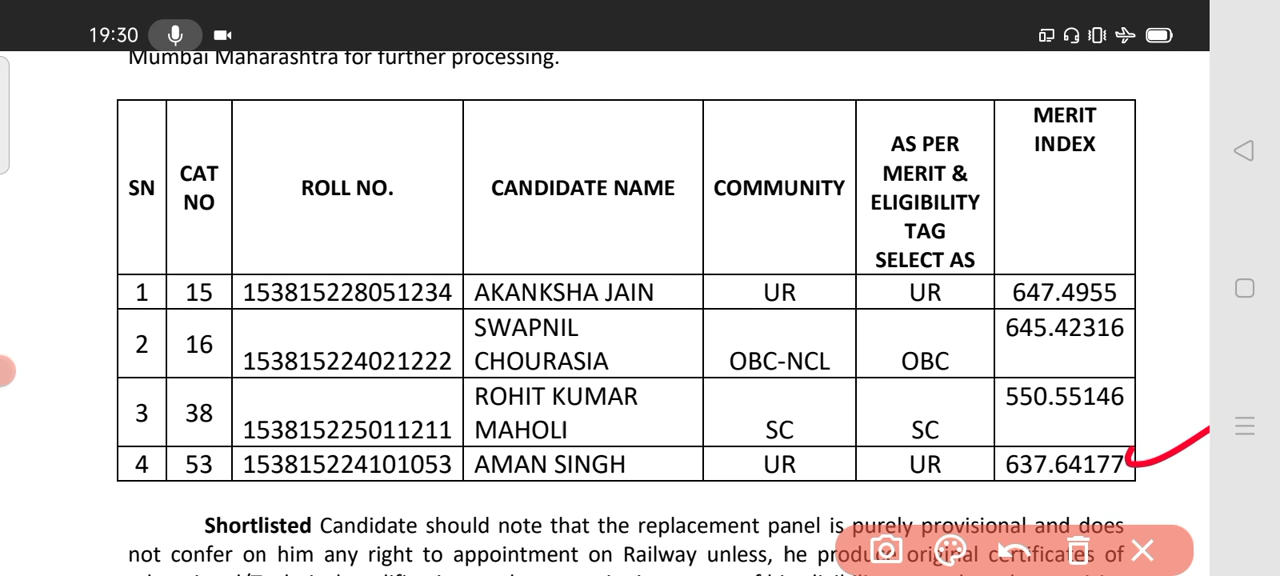 19:30
Mumbai Maharashtra for further processing.
SN CAT NO ROLL NO. CANDIDATE NAME COMMUNITY AS PER MERIT & ELIGIBILITY TAG SELECT AS MERIT INDEX
1 15 153815228051234 AKANKSHA JAIN UR UR 647.4955
2 16 153815224021222 SWAPNIL CHOURASIA OBC-NCL OBC 645.42316
3 38 153815225011211 ROHIT KUMAR MAHOLI SC SC 550.55146
4 53 153815224101053 AMAN SINGH UR UR 637.64177
Shortlisted Candidate should note that the replacement panel is purely provisional and does
not confer on him any right to appointment on Railway unless, he produce original certificates of